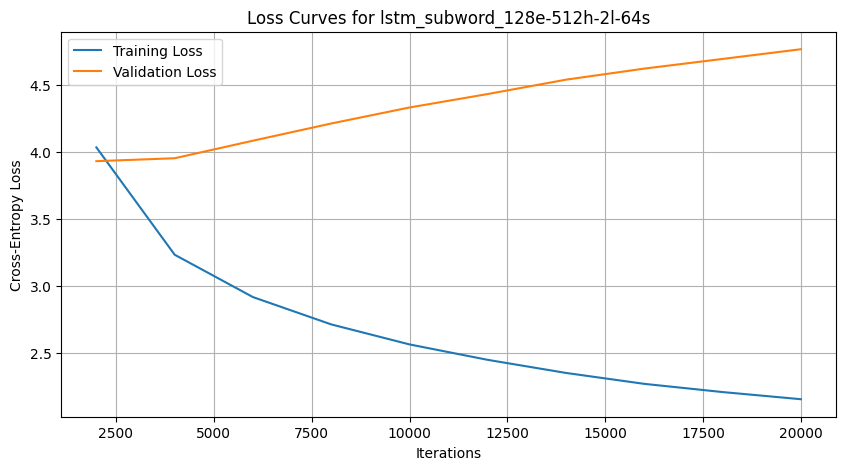 Loss Curves for lstm_subword_128e-512h-2l-64s
Training Loss
Validation Loss
Cross-Entropy Loss
4.5
4.0
3.5
3.0
2.5
2500 5000 7500 10000 12500 15000 17500 20000
Iterations